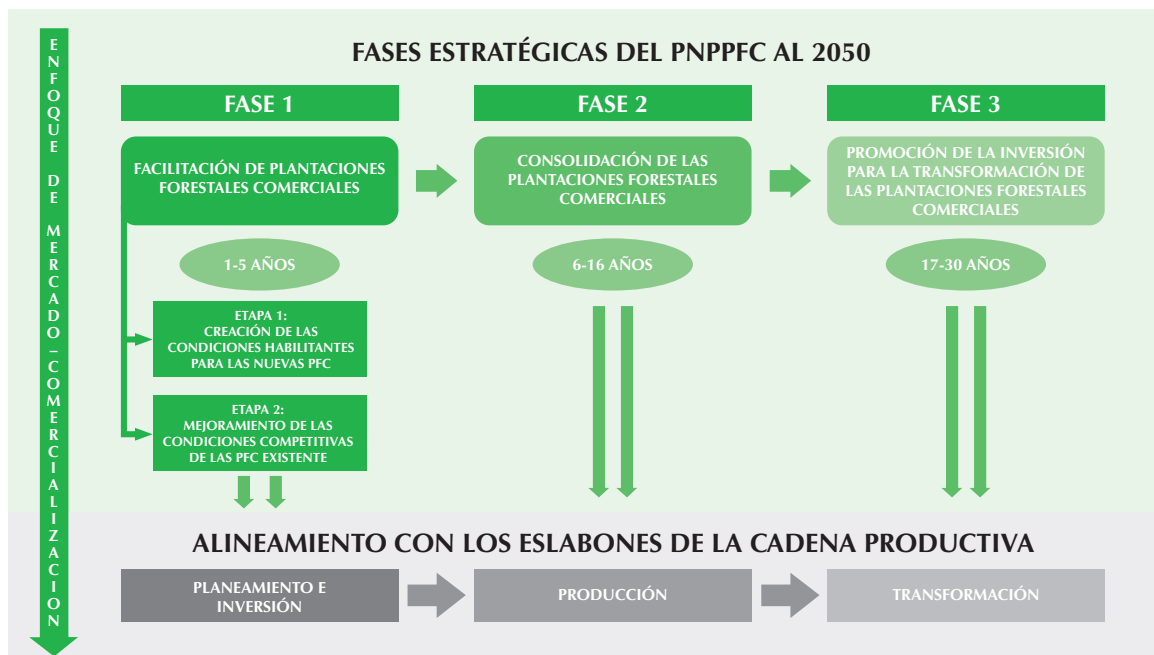 ENFOQUE DE MERCADO – COMERCIALIZACION
FASES ESTRATÉGICAS DEL PNPPFC AL 2050
FASE 1
FACILITACIÓN DE PLANTACIONES
FORESTALES COMERCIALES
1-5 AÑOS
ETAPA 1:
CREACIÓN DE LAS
CONDICIONES HABILITANTES
PARA LAS NUEVAS PFC
ETAPA 2:
MEJORAMIENTO DE LAS
CONDICIONES COMPETITIVAS
DE LAS PFC EXISTENTE
FASE 2
CONSOLIDACIÓN DE LAS
PLANTACIONES FORESTALES
COMERCIALES
6-16 AÑOS
FASE 3
PROMOCIÓN DE LA INVERSIÓN
PARA LA TRANSFORMACIÓN DE
LAS PLANTACIONES FORESTALES
COMERCIALES
17-30 AÑOS
ALINEAMIENTO CON LOS ESLABONES DE LA CADENA PRODUCTIVA
PLANEAMIENTO E
INVERSIÓN
PRODUCCIÓN
TRANSFORMACIÓN